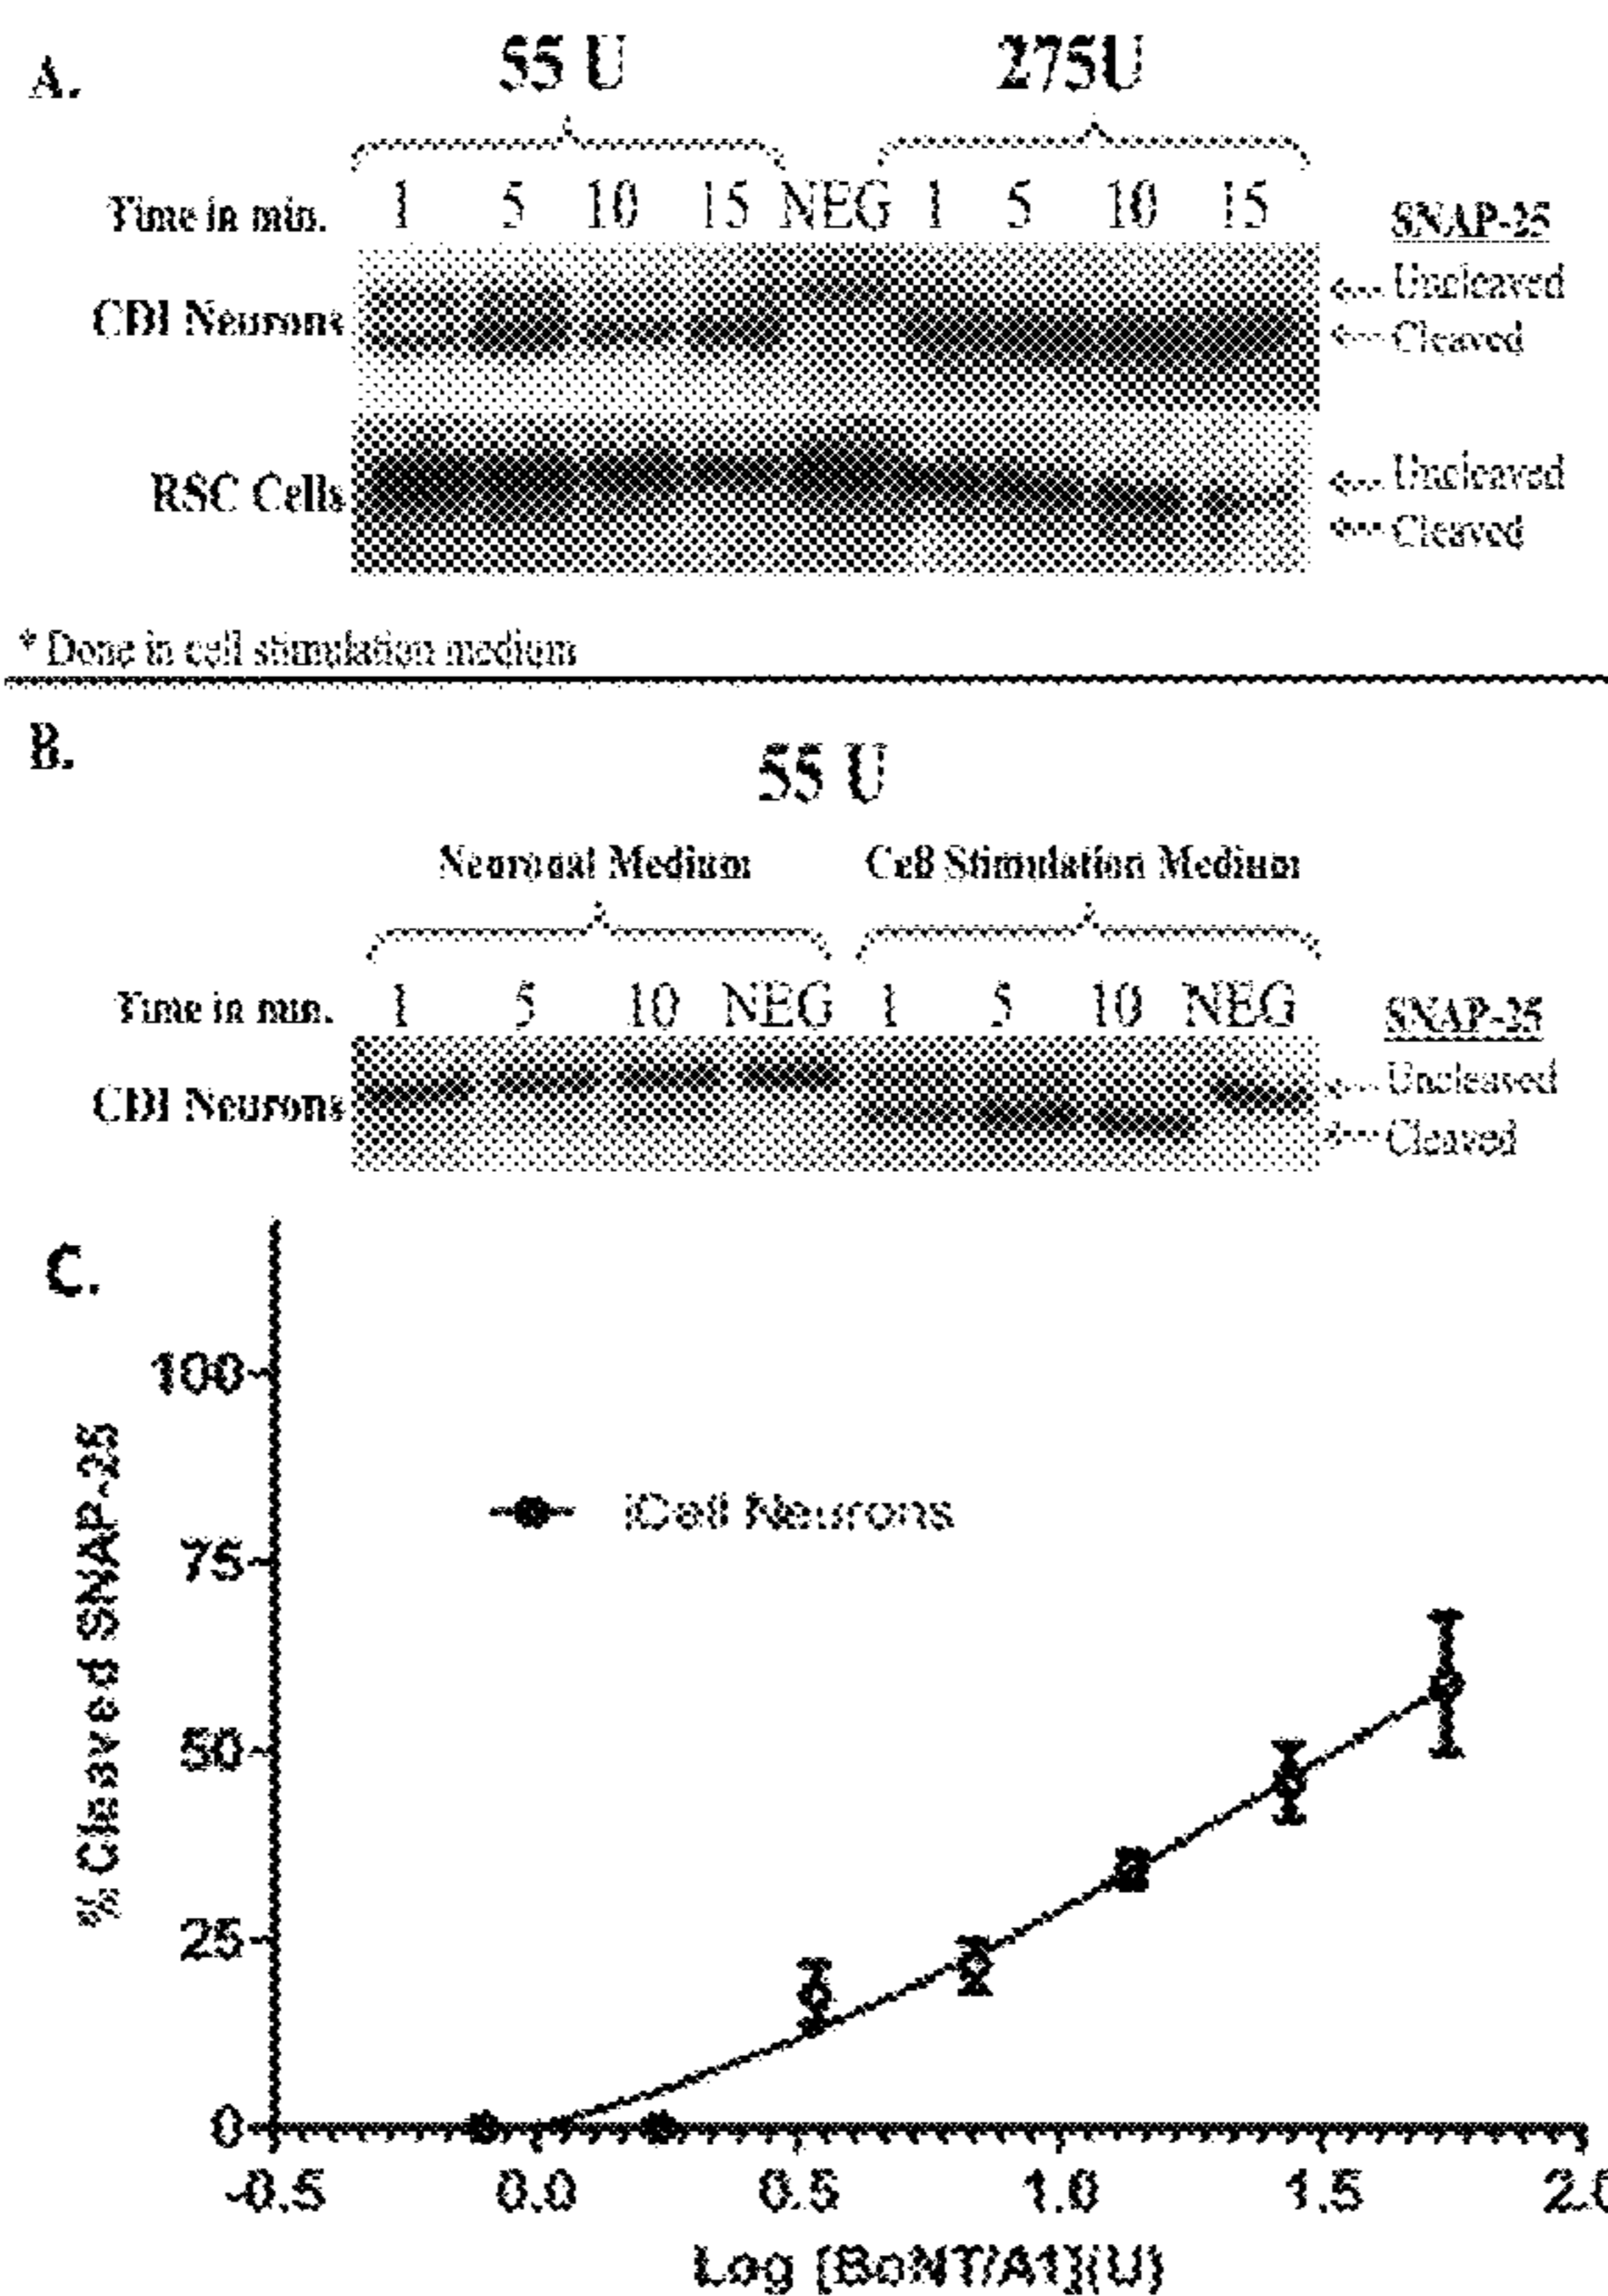 A.
55 U 275U
Time in min. 1 5 10 15 NEG 1 5 10 15 SNAP-25
CDI Neurons Uncleaved
Cleaved
RSC Cells Uncleaved
Cleaved
* Done in cell stimulation medium
B.
55 U
Neuronal Medium Cell Stimulation Medium
Time in min. 1 5 10 NEG 1 5 10 NEG SNAP-25
CDI Neurons Uncleaved
Cleaved
C.
100
75
50
25
0
% Cleaved SNAP-25
iCell Neurons
-0.5 0.0 0.5 1.0 1.5 2.0
Log [BoNT/A1](U)